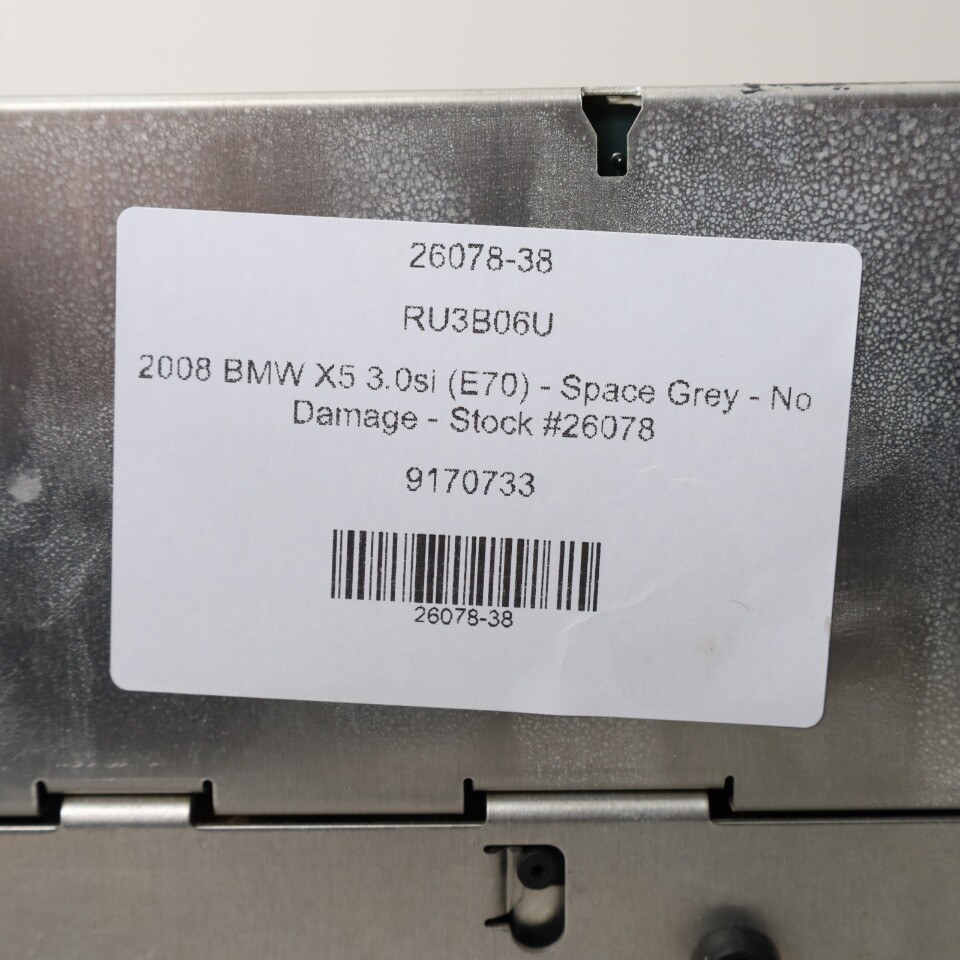 26078-38
RU3B06U
2008 BMW X5 3.0si (E70) - Space Grey - No
Damage - Stock #26078
9170733
26078-38